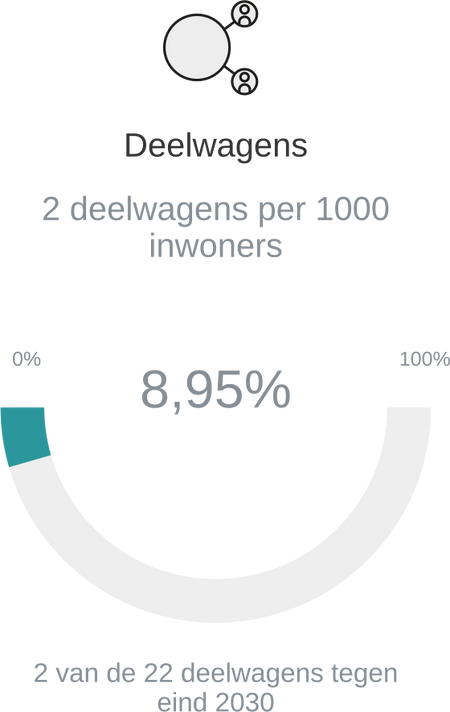 Deelwagens
2 deelwagens per 1000
inwoners
0%
100%
8,95%
2 van de 22 deelwagens tegen
eind 2030